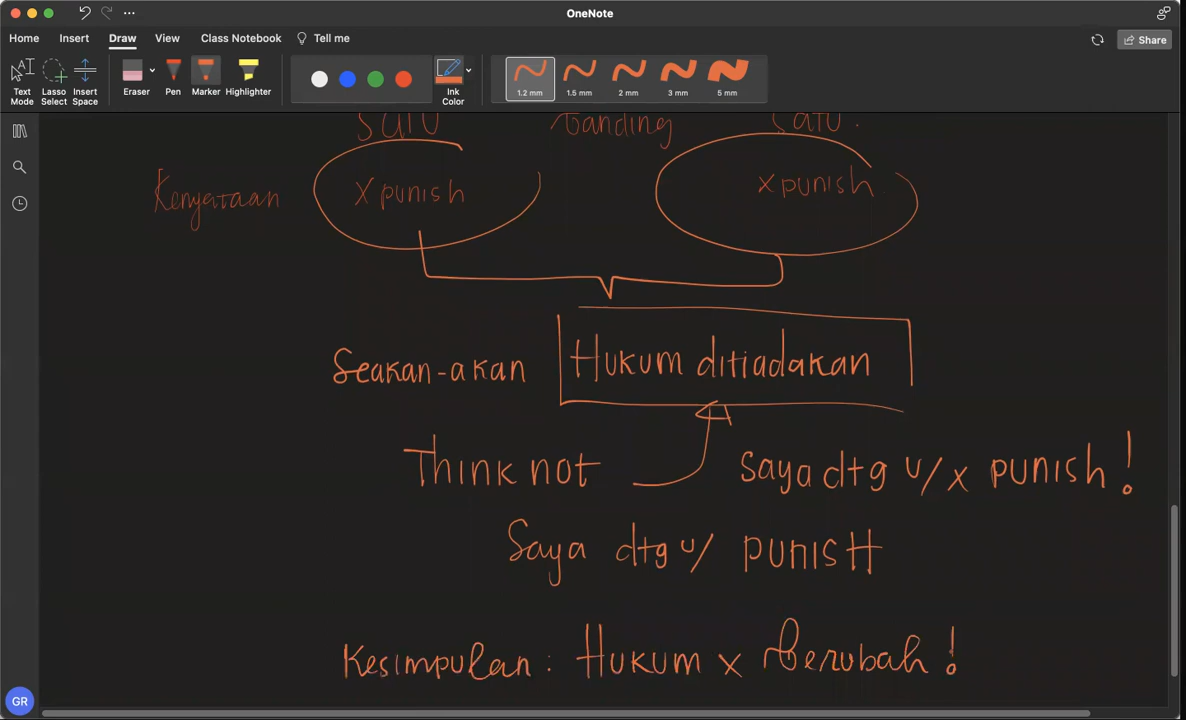 OneNote
Home Insert Draw View Class Notebook Tell me
Share
Text Mode
Lasso Select
Insert Space
Eraser
Pen
Marker
Highlighter
Ink Color
1.2 mm
1.5 mm
2 mm
3 mm
5 mm
satu tanding satu.
Kenyataan x punish x punish
Seakan-akan Hukum ditiadakan
Think not Saya dtg u/ x punish!
Saya dtg u/ punisH
Kesimpulan: Hukum x berubah!
GR